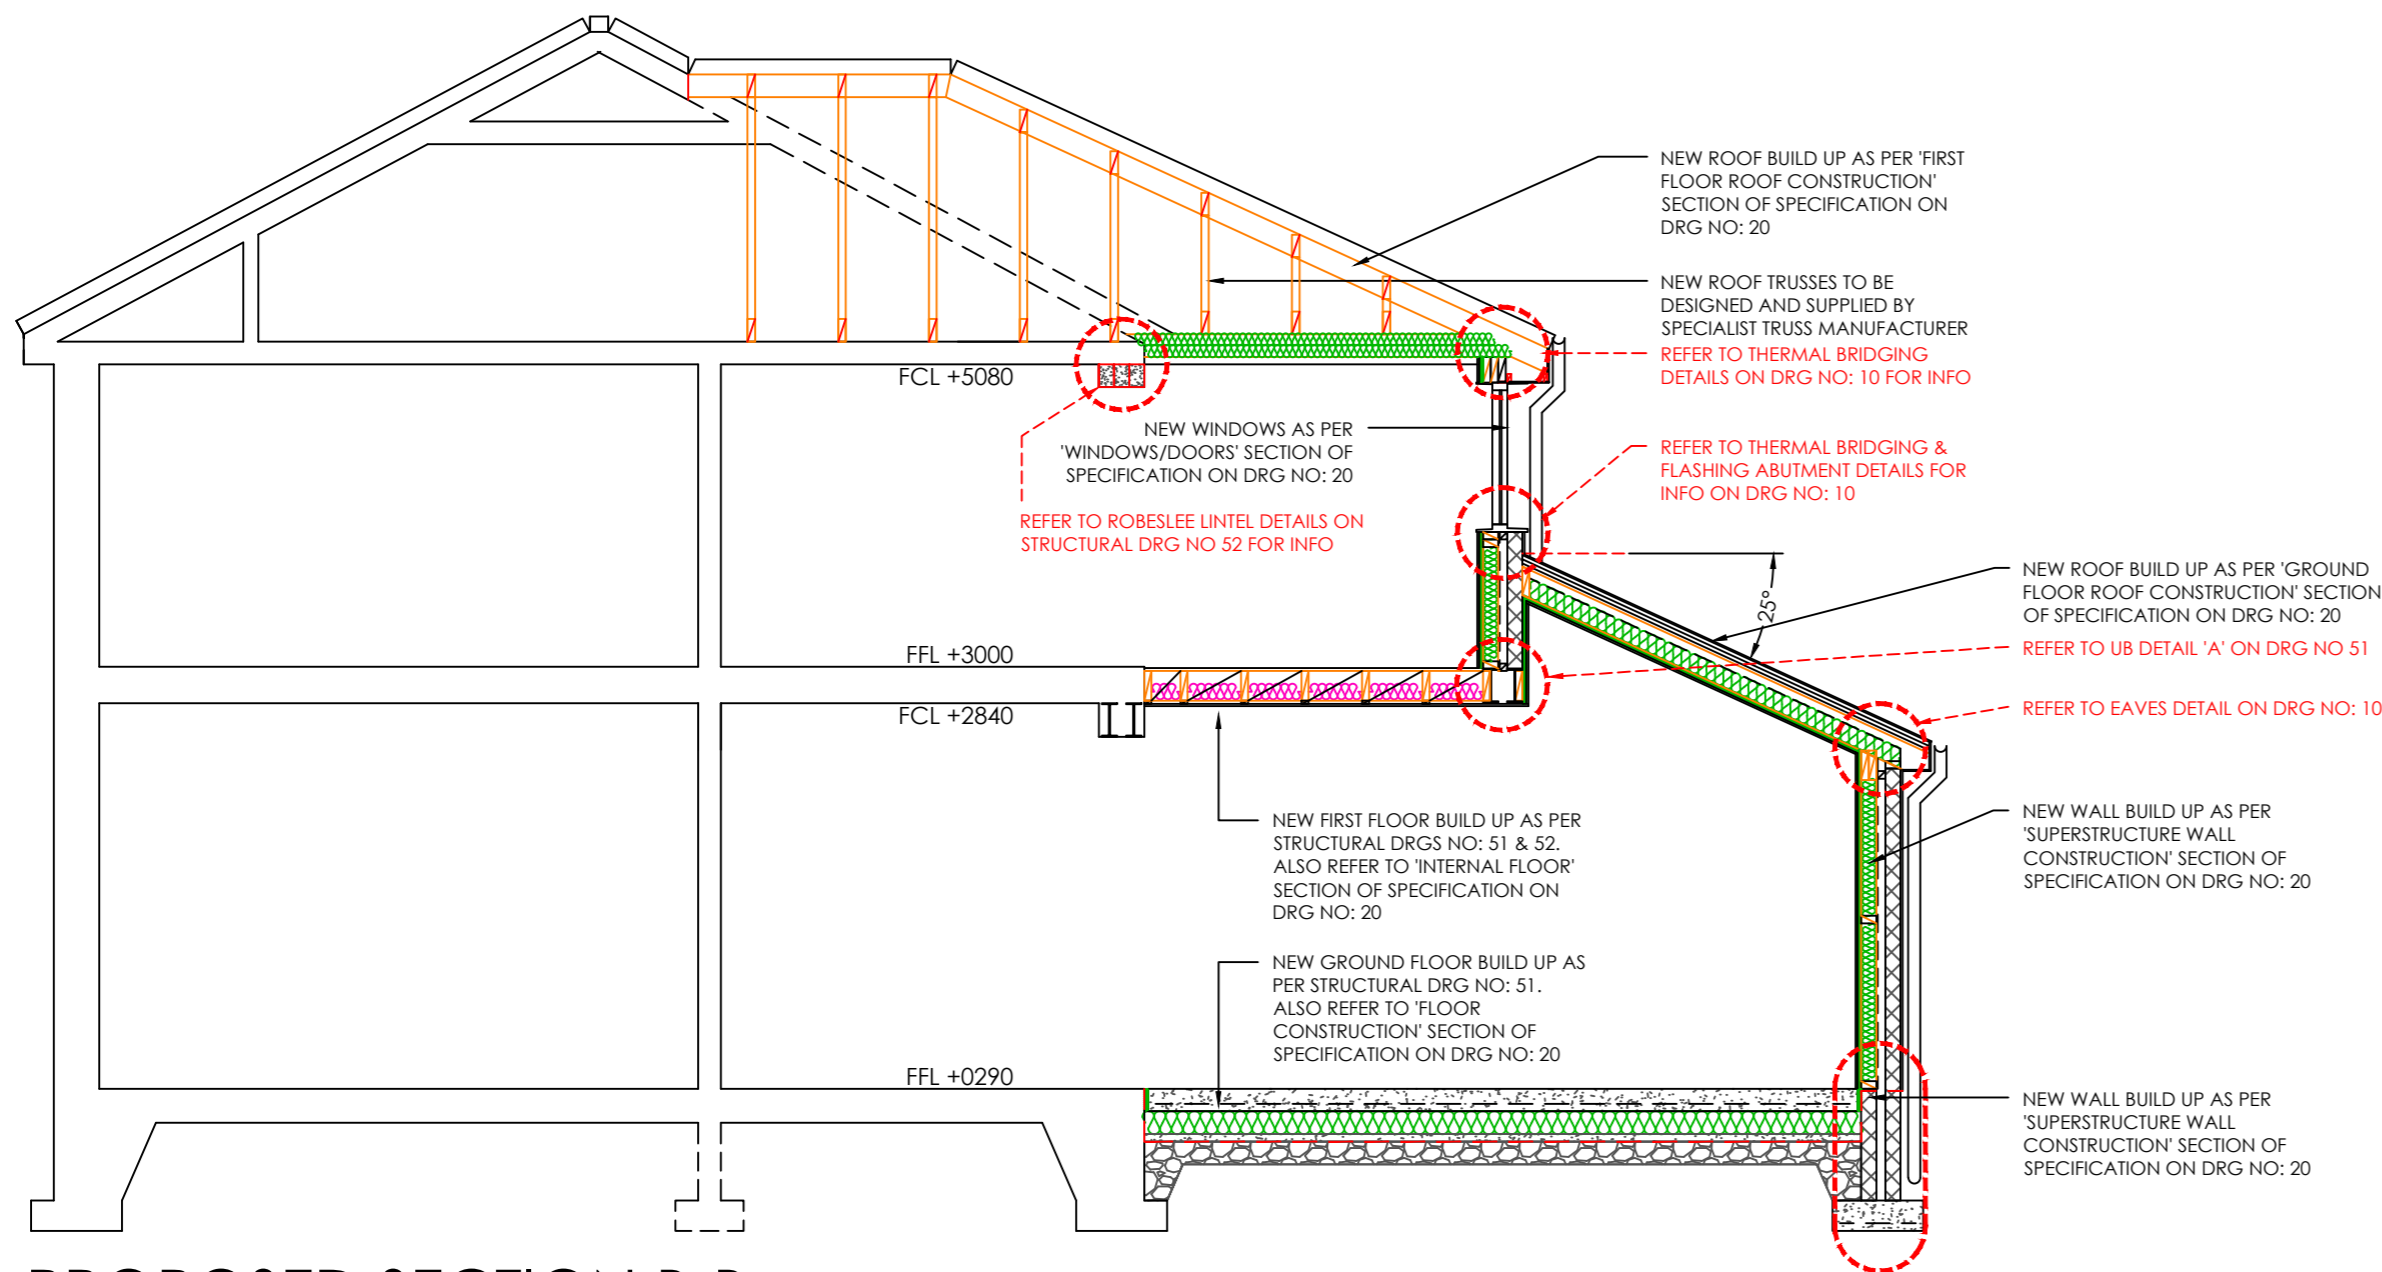 NEW ROOF BUILD UP AS PER 'FIRST
FLOOR ROOF CONSTRUCTION'
SECTION OF SPECIFICATION ON
DRG NO: 20
NEW ROOF TRUSSES TO BE
DESIGNED AND SUPPLIED BY
SPECIALIST TRUSS MANUFACTURER
REFER TO THERMAL BRIDGING
DETAILS ON DRG NO: 10 FOR INFO
FCL +5080
NEW WINDOWS AS PER
'WINDOWS/DOORS' SECTION OF
SPECIFICATION ON DRG NO: 20
REFER TO THERMAL BRIDGING &
FLASHING ABUTMENT DETAILS FOR
INFO ON DRG NO: 10
REFER TO ROBESLEE LINTEL DETAILS ON
STRUCTURAL DRG NO 52 FOR INFO
25°
NEW ROOF BUILD UP AS PER 'GROUND
FLOOR ROOF CONSTRUCTION' SECTION
OF SPECIFICATION ON DRG NO: 20
REFER TO UB DETAIL 'A' ON DRG NO 51
FFL +3000
FCL +2840
REFER TO EAVES DETAIL ON DRG NO: 10
NEW FIRST FLOOR BUILD UP AS PER
STRUCTURAL DRGS NO: 51 & 52.
ALSO REFER TO 'INTERNAL FLOOR'
SECTION OF SPECIFICATION ON
DRG NO: 20
NEW WALL BUILD UP AS PER
'SUPERSTRUCTURE WALL
CONSTRUCTION' SECTION OF
SPECIFICATION ON DRG NO: 20
NEW GROUND FLOOR BUILD UP AS
PER STRUCTURAL DRG NO: 51.
ALSO REFER TO 'FLOOR
CONSTRUCTION' SECTION OF
SPECIFICATION ON DRG NO: 20
FFL +0290
NEW WALL BUILD UP AS PER
'SUPERSTRUCTURE WALL
CONSTRUCTION' SECTION OF
SPECIFICATION ON DRG NO: 20
PROPOSED SECTION